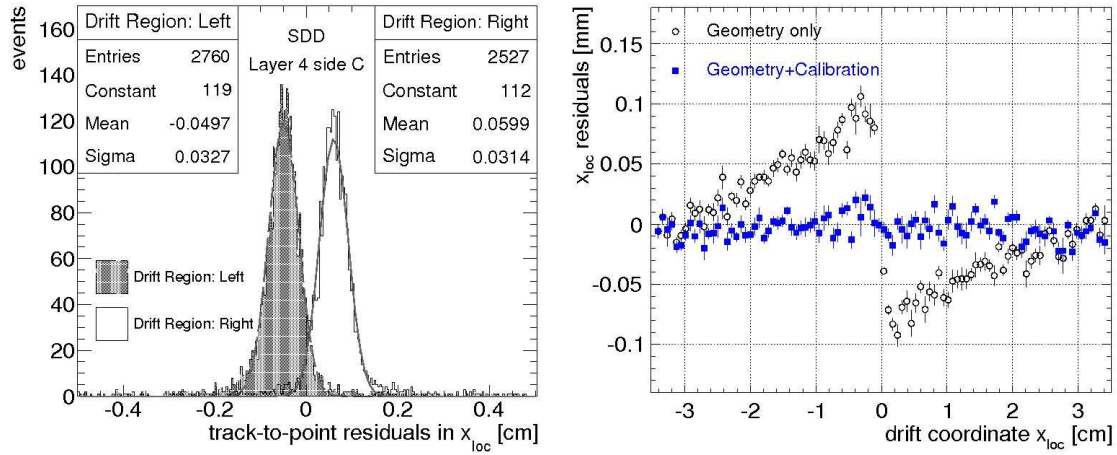 events
160
140
120
100
80
60
40
20
0
Drift Region: Left
Entries 2760
Constant 119
Mean -0.0497
Sigma 0.0327
SDD
Layer 4 side C
Drift Region: Right
Entries 2527
Constant 112
Mean 0.0599
Sigma 0.0314
Drift Region: Left
Drift Region: Right
-0.4 -0.2 0 0.2 0.4
track-to-point residuals in x_loc [cm]
x_loc residuals [mm]
0.15
0.1
0.05
0
-0.05
-0.1
Geometry only
Geometry+Calibration
-3 -2 -1 0 1 2 3
drift coordinate x_loc [cm]